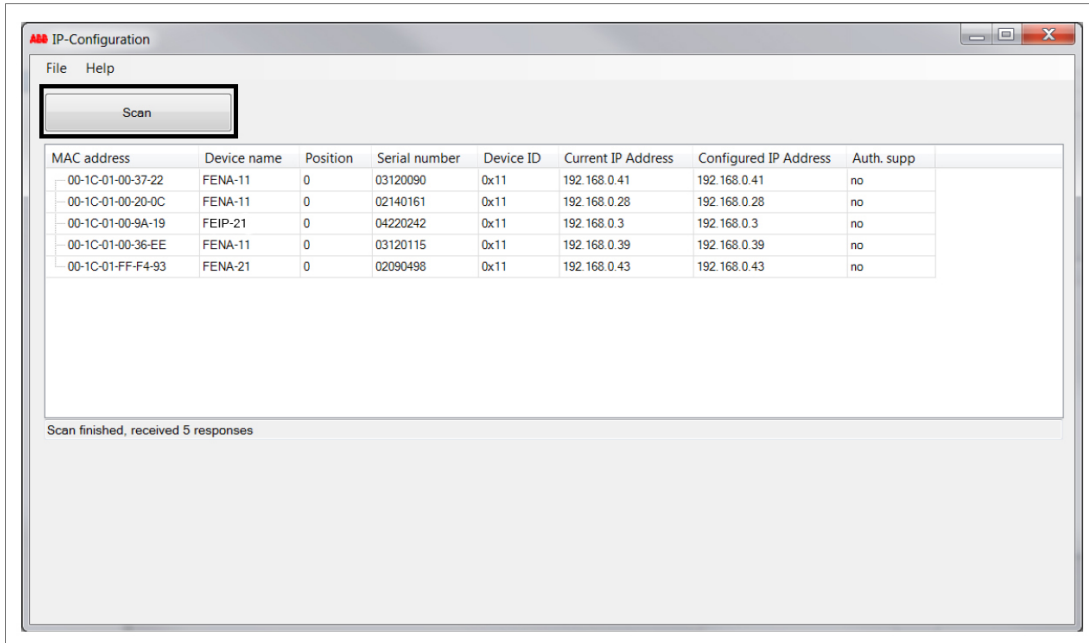 ABB IP-Configuration
File Help
Scan
MAC address Device name Position Serial number Device ID Current IP Address Configured IP Address Auth. supp
00-1C-01-00-37-22 FENA-11 0 03120090 0x11 192.168.0.41 192.168.0.41 no
00-1C-01-00-20-0C FENA-11 0 02140161 0x11 192.168.0.28 192.168.0.28 no
00-1C-01-00-9A-19 FEIP-21 0 04220242 0x11 192.168.0.3 192.168.0.3 no
00-1C-01-00-36-EE FENA-11 0 03120115 0x11 192.168.0.39 192.168.0.39 no
00-1C-01-FF-F4-93 FENA-21 0 02090498 0x11 192.168.0.43 192.168.0.43 no
Scan finished, received 5 responses